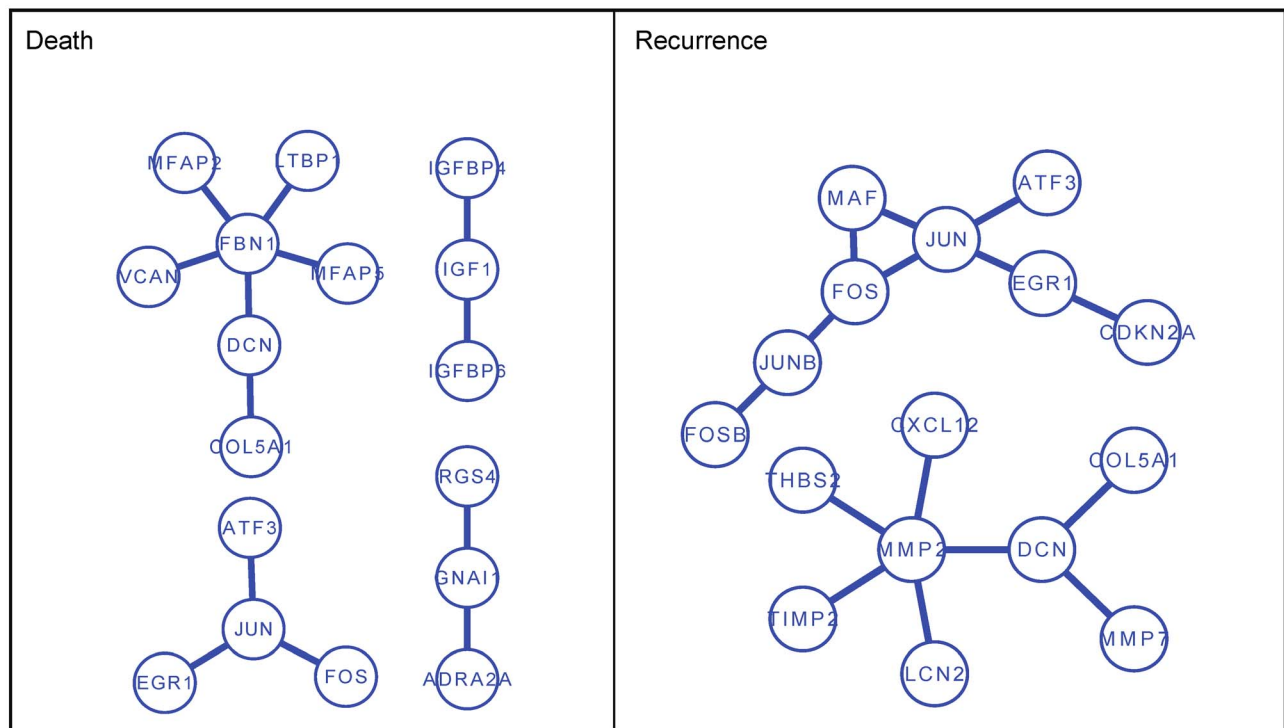 Death
MFAP2
LTBP1
FBN1
VCAN
MFAP5
DCN
COL5A1
IGFBP4
IGF1
IGFBP6
ATF3
JUN
EGR1
FOS
RGS4
GNAI1
ADRA2A
Recurrence
MAF
ATF3
JUN
FOS
EGR1
CDKN2A
JUNB
FOSB
CXCL12
THBS2
COL5A1
MMP2
DCN
TIMP2
LCN2
MMP7